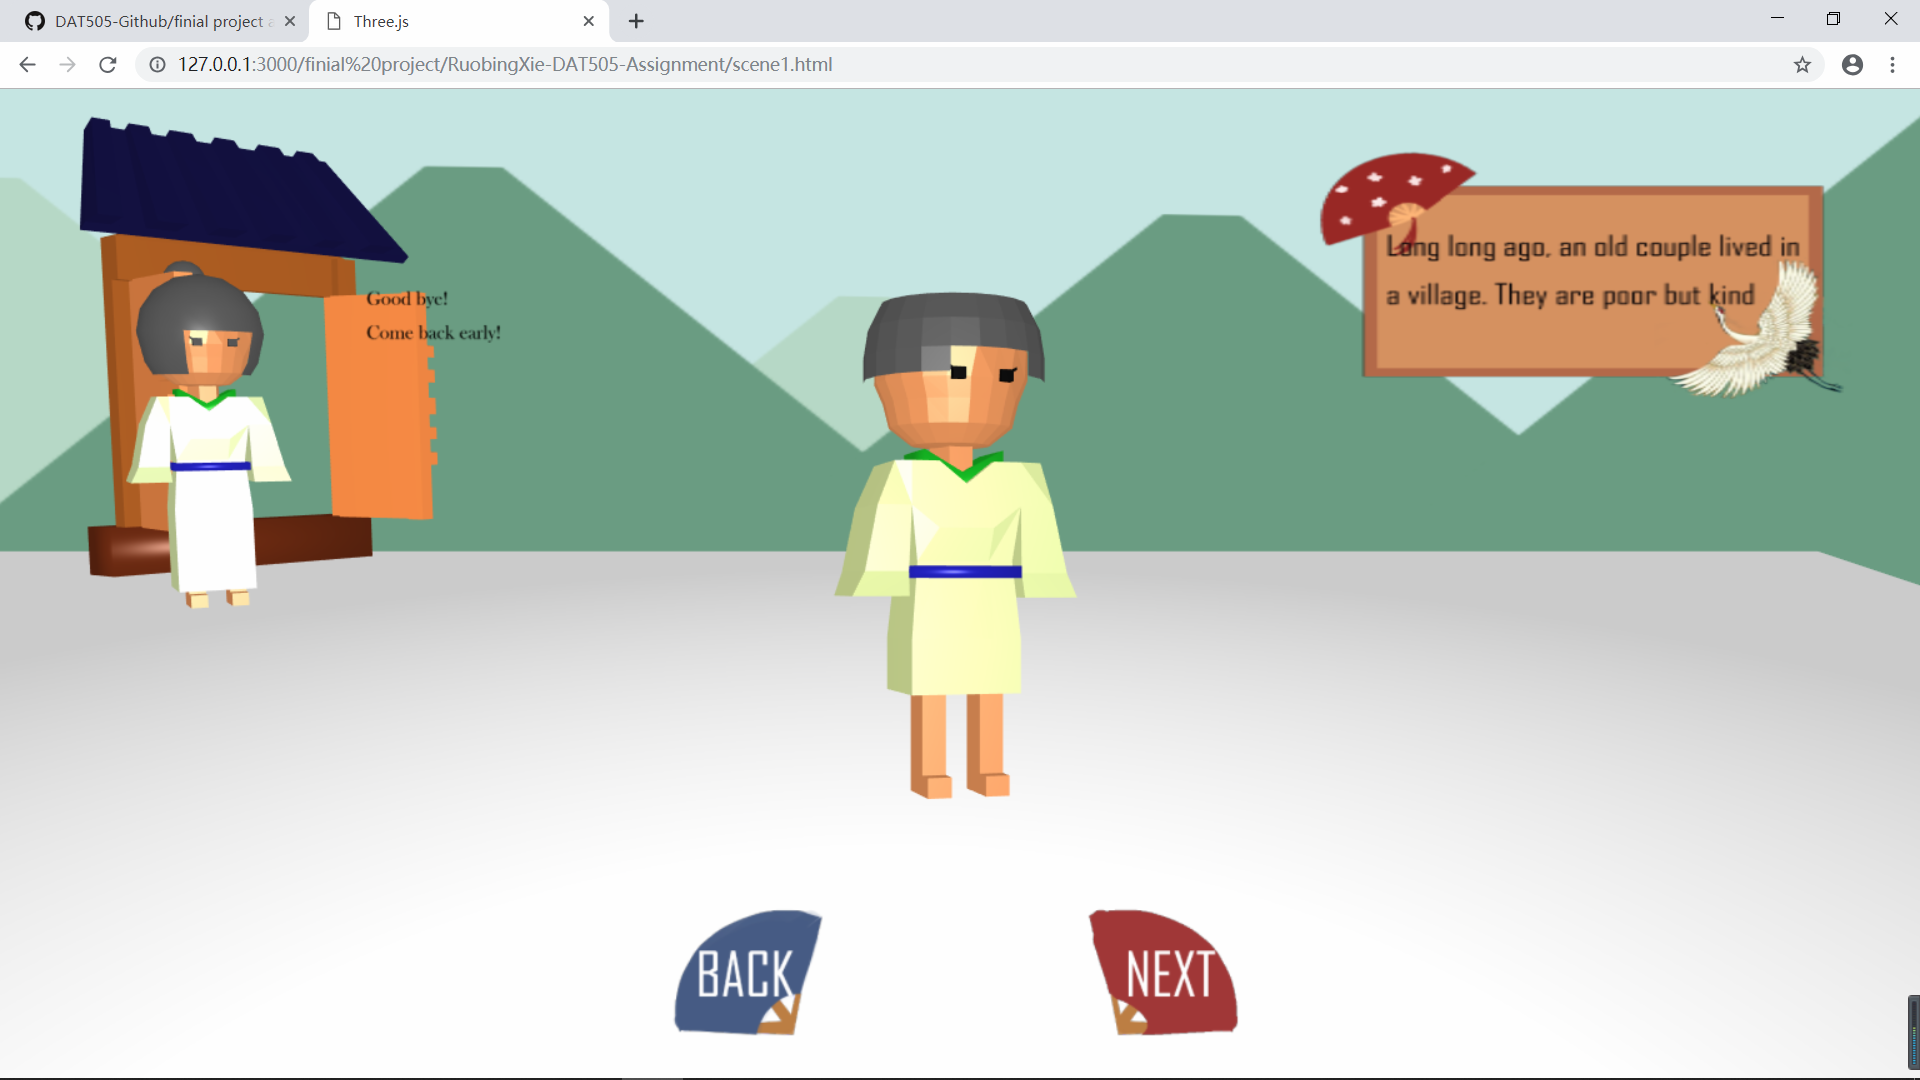 DAT505-Github/finial project a
Three.js
127.0.0.1:3000/finial%20project/RuobingXie-DAT505-Assignment/scene1.html
Long long ago, an old couple lived in
a village. They are poor but kind
Good bye!
Come back early!
BACK
NEXT